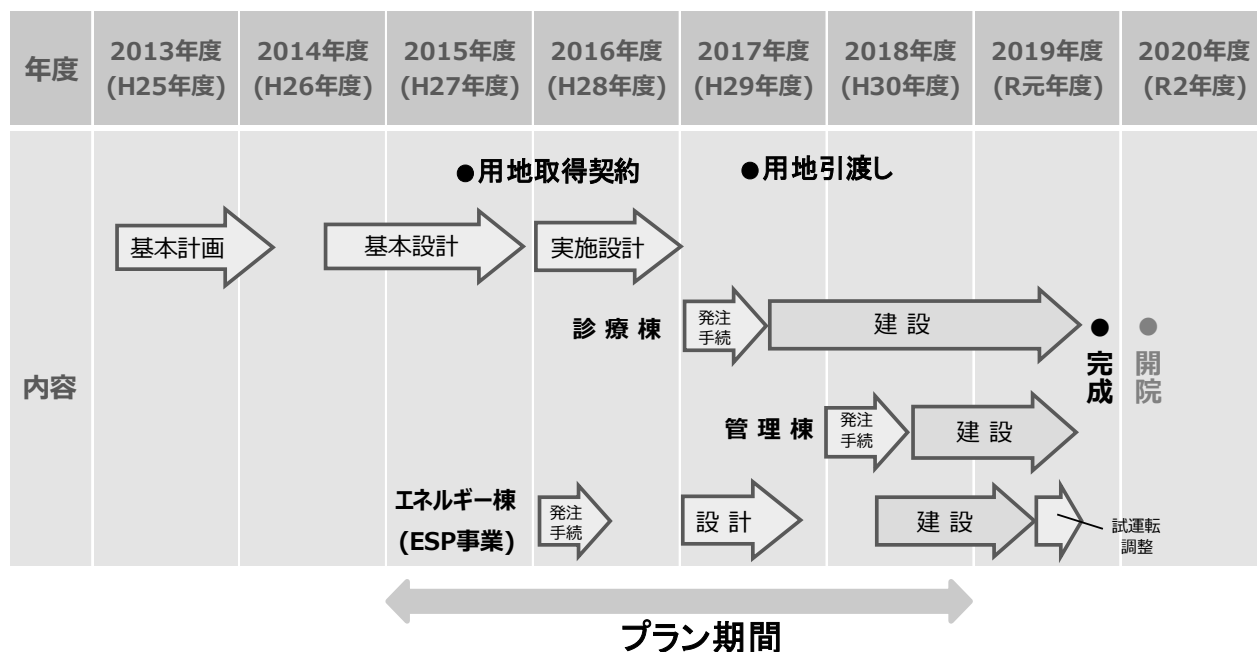 年度
2013年度
(H25年度)
2014年度
(H26年度)
2015年度
(H27年度)
2016年度
(H28年度)
2017年度
(H29年度)
2018年度
(H30年度)
2019年度
(R元年度)
2020年度
(R2年度)
内容
●用地取得契約
●用地引渡し
基本計画
基本設計
実施設計
診療棟
発注
手続
建設
●
完成
●
開院
管理棟
発注
手続
建設
エネルギー棟
(ESP事業)
発注
手続
設計
建設
試運転
調整
プラン期間